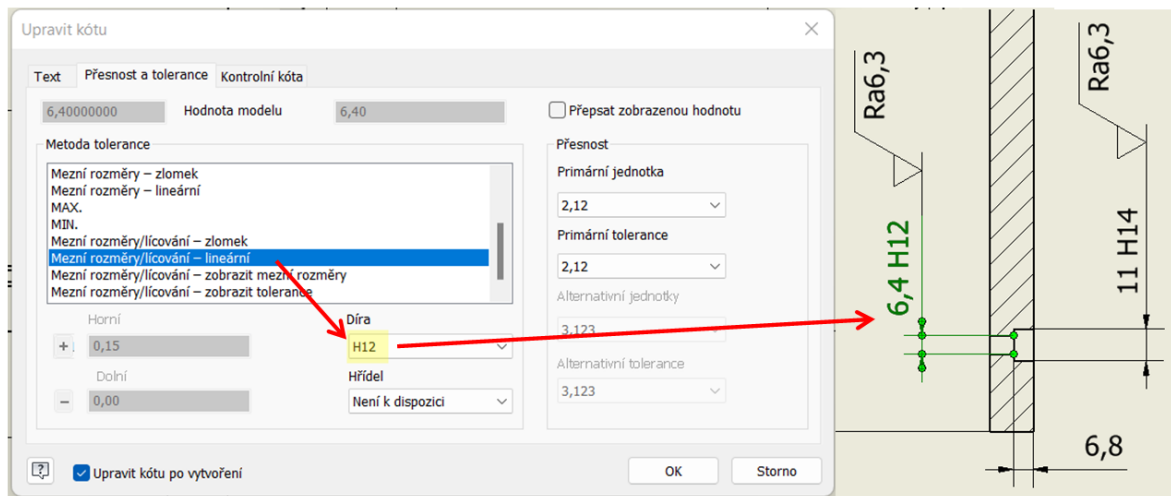 Upravit kótu
Text Přesnost a tolerance Kontrolní kóta
6,40000000 Hodnota modelu 6,40
Přepsat zobrazenou hodnotu
Metoda tolerance
Mezní rozměry – zlomek
Mezní rozměry – lineární
MAX.
MIN.
Mezní rozměry/lícování – zlomek
Mezní rozměry/lícování – lineární
Mezní rozměry/lícování – zobrazit mezní rozměry
Mezní rozměry/lícování – zobrazit tolerance
Horní
+ 0,15
Dolní
– 0,00
Díra
H12
Hřídel
Není k dispozici
Přesnost
Primární jednotka
2,12
Primární tolerance
2,12
Alternativní jednotky
3,123
Alternativní tolerance
3,123
?
Upravit kótu po vytvoření
OK Storno
Ra6,3
Ra6,3
6,4 H12
11 H14
6,8